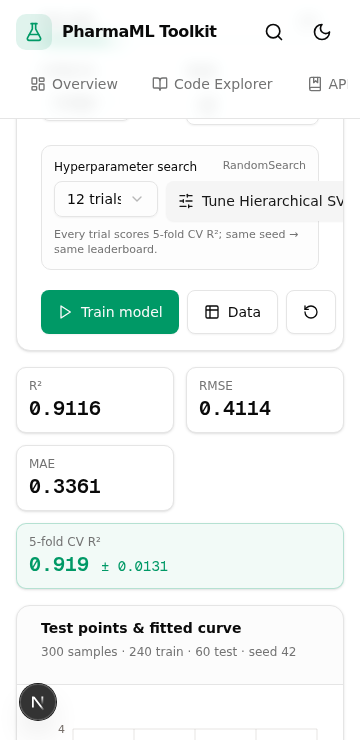 PharmaML Toolkit
Overview
Code Explorer
AP
Hyperparameter search
RandomSearch
12 trials
Tune Hierarchical SV
Every trial scores 5-fold CV R²; same seed →
same leaderboard.
Train model
Data
R²
0.9116
RMSE
0.4114
MAE
0.3361
5-fold CV R²
0.919 ± 0.0131
Test points & fitted curve
300 samples · 240 train · 60 test · seed 42
N
4